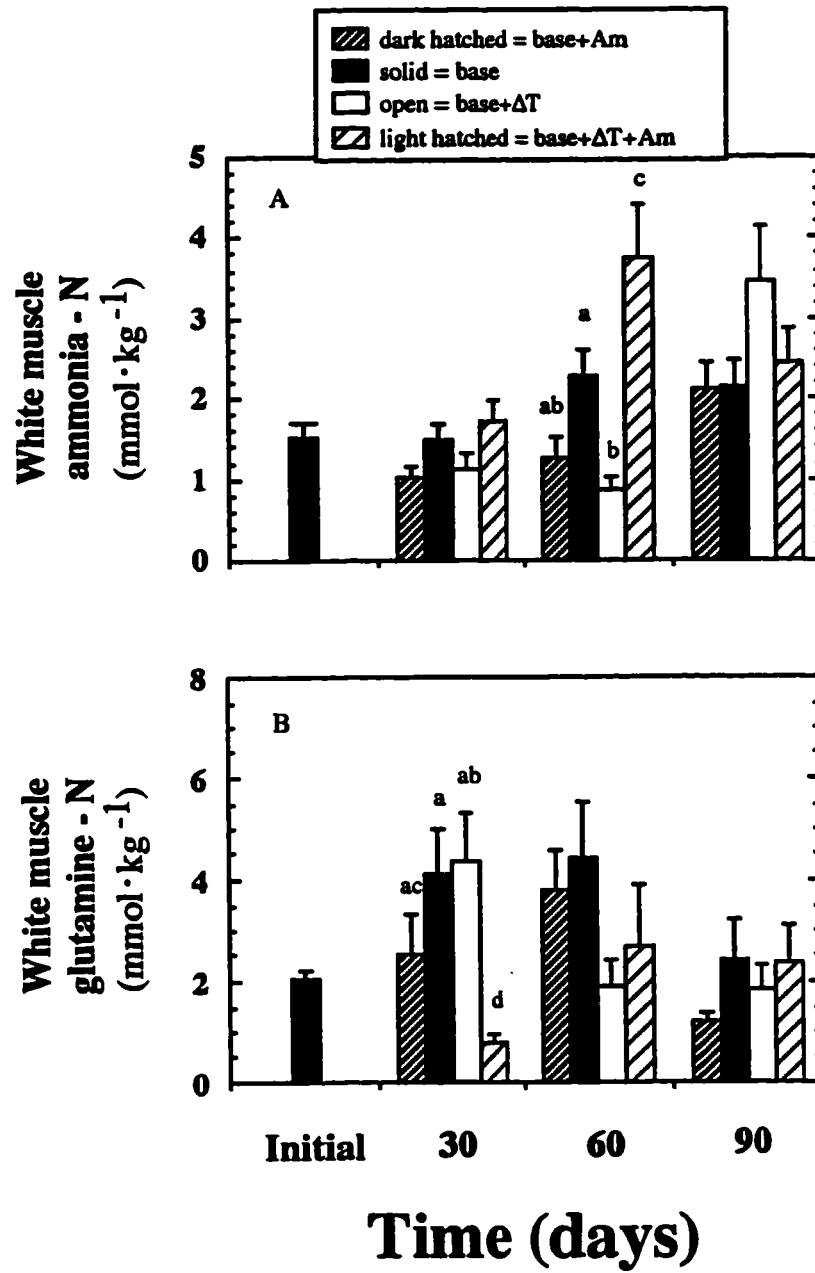 dark hatched = base+Am
solid = base
open = base+ΔT
light hatched = base+ΔT+Am
A
White muscle
ammonia - N
(mmol·kg⁻¹)
5
4
3
2
1
0
ab
a
b
c
B
White muscle
glutamine - N
(mmol·kg⁻¹)
8
6
4
2
0
ac
a
ab
d
Initial 30 60 90
Time (days)